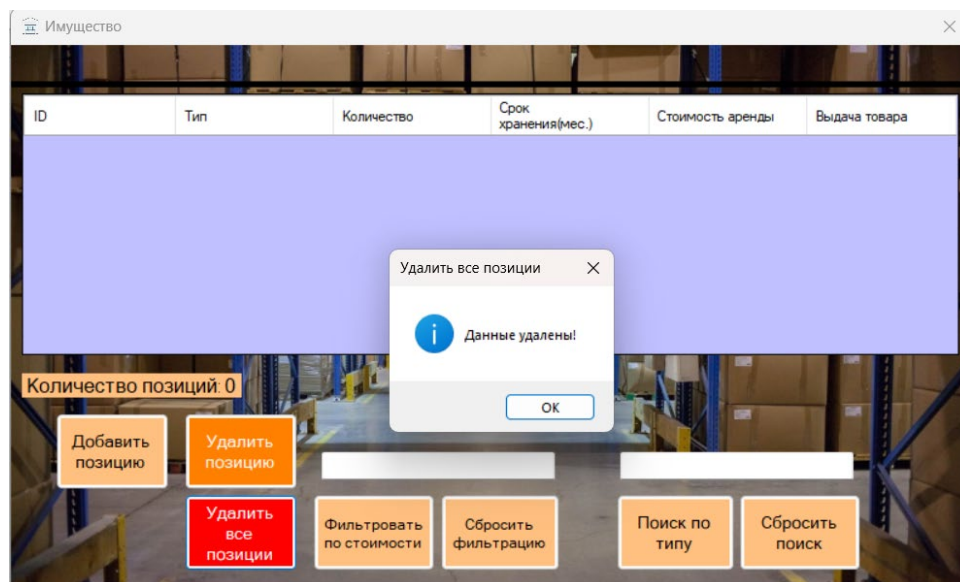 Имущество
ID Тип Количество Срок хранения(мес.) Стоимость аренды Выдача товара
Удалить все позиции
Данные удалены!
OK
Количество позиций: 0
Добавить
позицию
Удалить
позицию
Удалить
все
позиции
Фильтровать
по стоимости
Сбросить
фильтрацию
Поиск по
типу
Сбросить
поиск